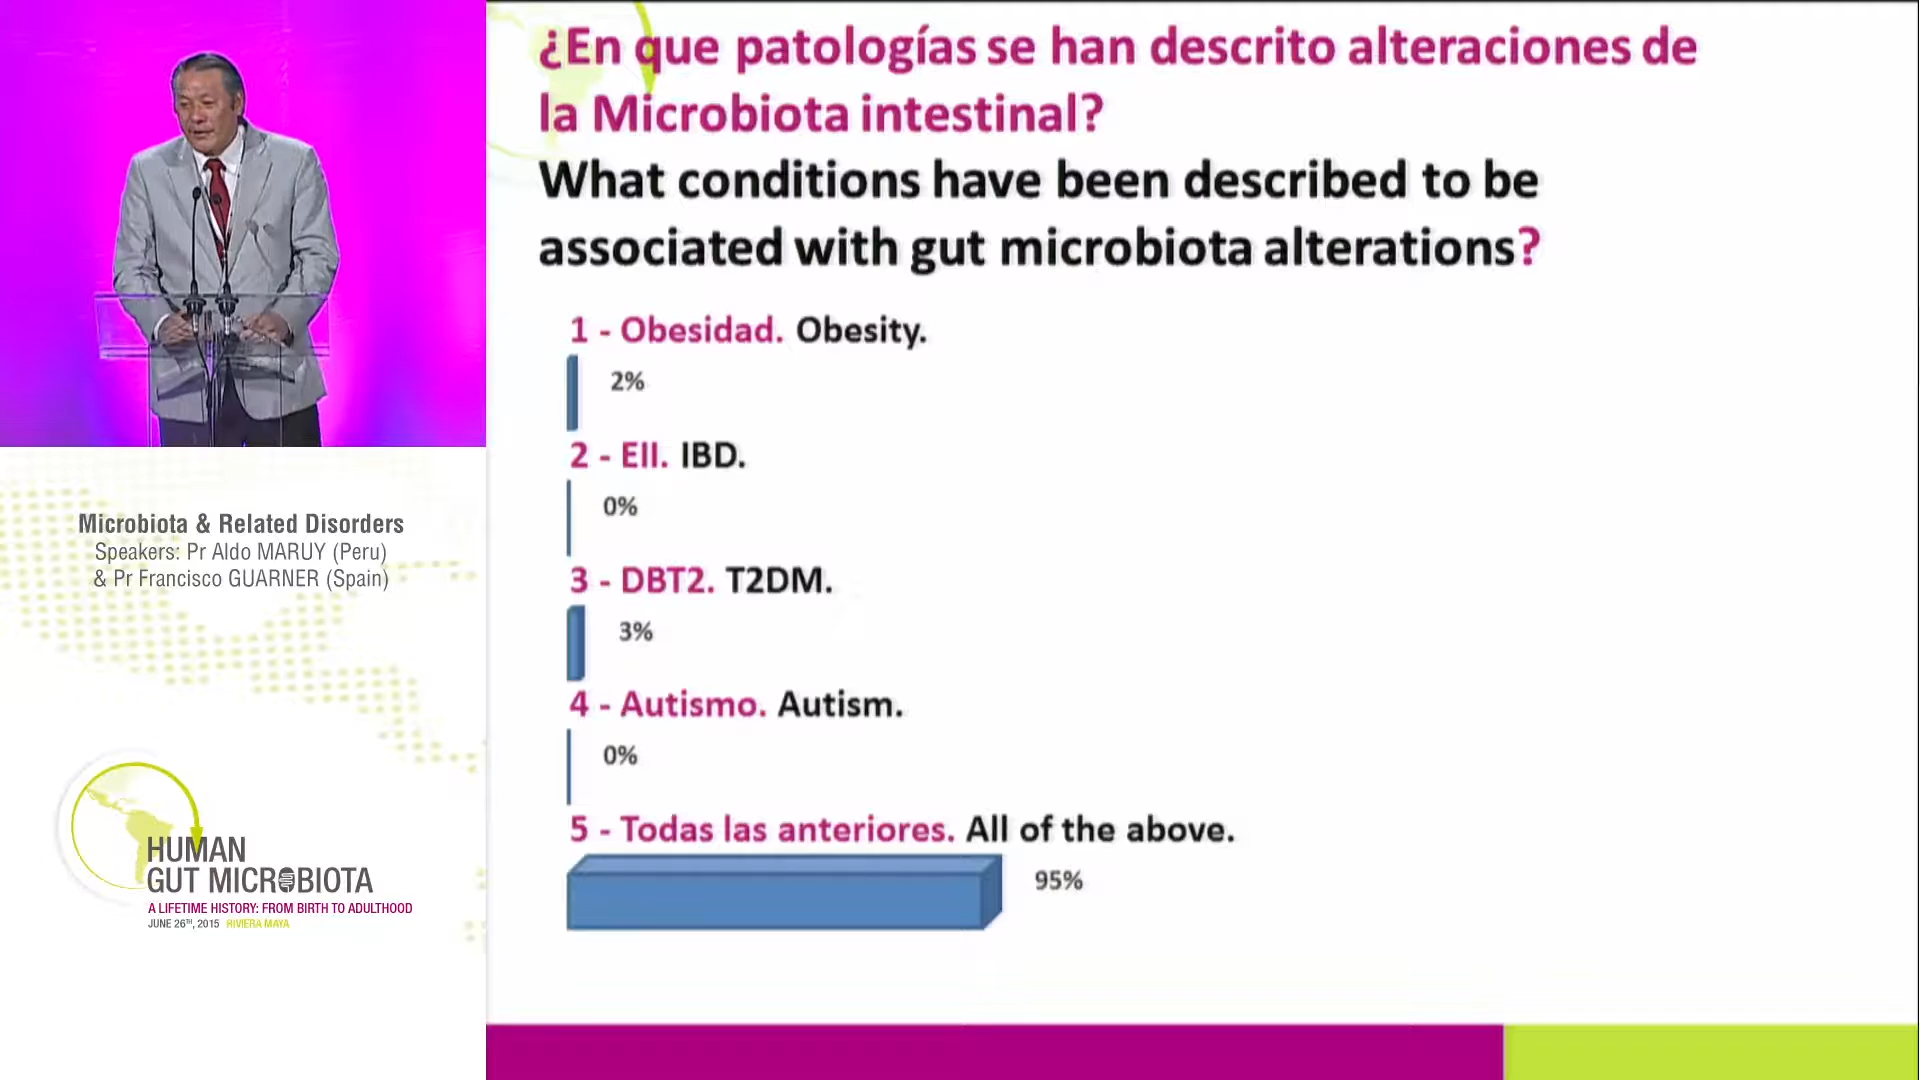 ¿En que patologías se han descrito alteraciones de
la Microbiota intestinal?
What conditions have been described to be
associated with gut microbiota alterations?
1 - Obesidad. Obesity.
2%
2 - EII. IBD.
0%
3 - DBT2. T2DM.
3%
4 - Autismo. Autism.
0%
5 - Todas las anteriores. All of the above.
95%
Microbiota & Related Disorders
Speakers: Pr Aldo MARUY (Peru)
& Pr Francisco GUARNER (Spain)
HUMAN
GUT MICROBIOTA
A LIFETIME HISTORY: FROM BIRTH TO ADULTHOOD
JUNE 26TH, 2015 RIVIERA MAYA